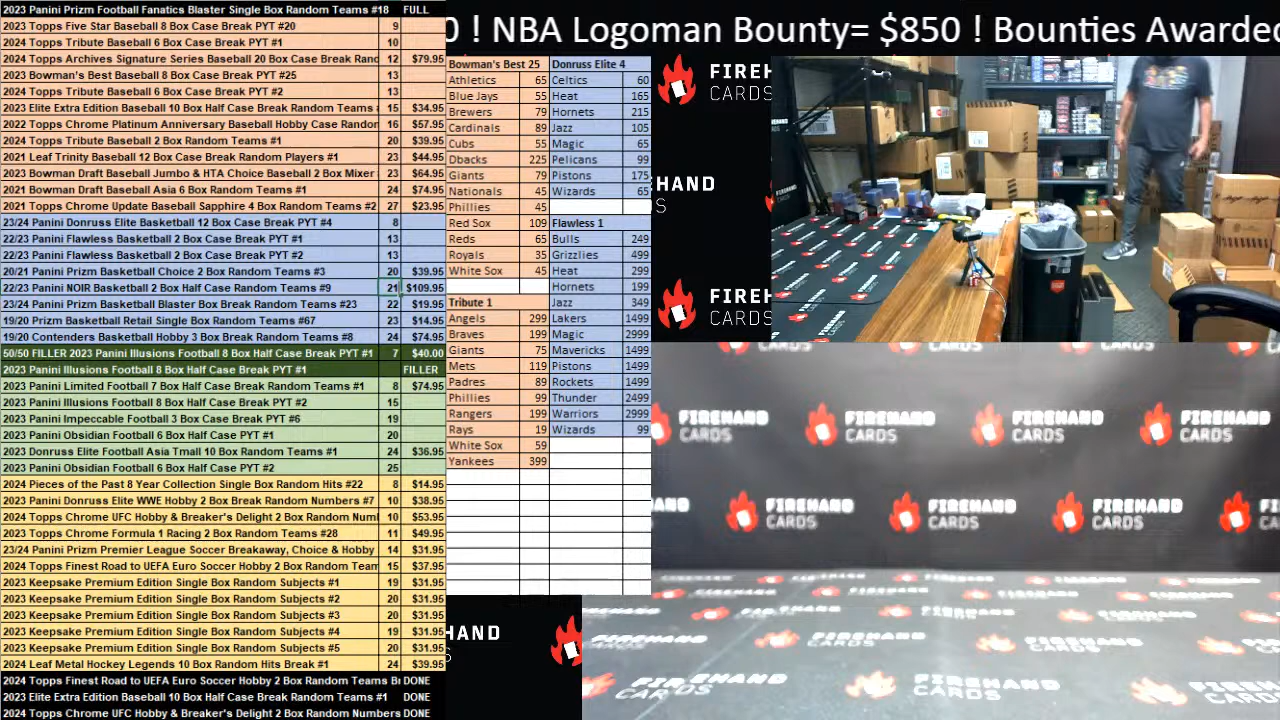 2023 Panini Prizm Football Fanatics Blaster Single Box Random Teams #18 FULL
2023 Topps Five Star Baseball 8 Box Case Break PYT #20 9
2024 Topps Tribute Baseball 6 Box Case Break PYT #1 10
2024 Topps Archives Signature Series Baseball 20 Box Case Break Rand 12 $79.95
2023 Bowman's Best Baseball 8 Box Case PYT #25 13
2024 Topps Tribute Baseball 6 Box Case Break PYT #2 13
2023 Elite Extra Edition Baseball 10 Box Half Case Break Random Teams 15 $34.95
2022 Topps Chrome Platinum Anniversary Baseball Hobby Case Random 16 $57.95
2024 Topps Tribute Baseball 2 Box Random Teams #1 20 $39.95
2021 Leaf Trinity Baseball 12 Box Case Break Random Players #1 23 $44.95
2023 Bowman Draft Baseball Jumbo & HTA Choice Baseball 2 Box Mixer 23 $64.95
2021 Bowman Draft Baseball Asia 6 Box Random Teams #1 24 $74.95
2021 Topps Chrome Update Baseball Sapphire 4 Box Random Teams #2 27 $23.95
23/24 Panini Donruss Elite Basketball 12 Box Case Break PYT #4 8
22/23 Panini Flawless Basketball 2 Box Case Break PYT #1 13
22/23 Panini Flawless Basketball 2 Box Case Break PYT #2 13
20/21 Panini Prizm Basketball Choice 2 Box Random Teams #3 20 $39.95
22/23 Panini NOIR Basketball 2 Box Half Case Random Teams #9 21 $109.95
23/24 Panini Prizm Basketball Blaster Box Break Random Teams #23 22 $19.95
19/20 Prizm Basketball Retail Single Box Random Teams #67 23 $14.95
19/20 Contenders Basketball Hobby 3 Box Break Random Teams #8 24 $74.95
50/50 FILLER 2023 Panini Illusions Football 8 Box Half Case Break PYT #1 7 $40.00
2023 Panini Illusions Football 8 Box Half Case Break PYT #1 FILLER
2023 Panini Limited Football 7 Box Half Case Break Random Teams #1 8 $74.95
2023 Panini Illusions Football 8 Box Half Case Break PYT #2 15
2023 Panini Impeccable Football 3 Box Case Break PYT #6 19
2023 Panini Obsidian Football 6 Box Half Case PYT #1 20
2023 Donruss Elite Football Asia Tmall 10 Box Random Teams #1 24 $36.95
2023 Panini Obsidian Football 6 Box Half Case PYT #2 25
2024 Pieces of the Past 8 Year Collection Single Box Random Hits #22 8 $14.95
2023 Panini Donruss Elite WWE Hobby 2 Box Break Random Numbers #7 10 $38.95
2024 Topps Chrome UFC Hobby & Breaker's Delight 2 Box Random Numl 10 $53.95
2023 Topps Chrome Formula 1 Racing 2 Box Random Teams #28 11 $49.95
23/24 Panini Prizm Premier League Soccer Breakaway, Choice & Hobby 14 $31.95
2024 Topps Finest Road to UEFA Euro Soccer Hobby 2 Box Random Team 15 $37.95
2023 Keepsake Premium Edition Single Box Random Subjects #1 19 $31.95
2023 Keepsake Premium Edition Single Box Random Subjects #2 20 $31.95
2023 Keepsake Premium Edition Single Box Random Subjects #3 20 $31.95
2023 Keepsake Premium Edition Single Box Random Subjects #4 19 $31.95
2023 Keepsake Premium Edition Single Box Random Subjects #5 20 $31.95
2024 Leaf Metal Hockey Legends 10 Box Random Hits Break #1 24 $39.95
2024 Topps Finest Road to UEFA Euro Soccer Hobby 2 Box Random Teams Br DONE
2023 Elite Extra Edition Baseball 10 Box Half Case Break Random Teams #1 DONE
2024 Topps Chrome UFC Hobby & Breaker's Delight 2 Box Random Numbers DONE
0 ! NBA Logoman Bounty= $850 ! Bounties Awarded
Bowman's Best 25
Athletics 65
Blue Jays 55
Brewers 79
Cardinals 89
Cubs 55
Dbacks 225
Giants 79
Nationals 45
Phillies 45
Red Sox 109
Reds 65
Royals 35
White Sox 45
Tribute 1
Angels 299
Braves 199
Giants 75
Mets 119
Padres 89
Phillies 99
Rangers 199
Rays 19
White Sox 59
Yankees 399
Donruss Elite 4
Celtics 60
Heat 165
Hornets 215
Jazz 105
Magic 65
Pelicans 99
Pistons 175
Wizards 65
Flawless 1
Bulls 249
Grizzlies 499
Heat 299
Hornets 199
Jazz 349
Lakers 1499
Magic 2999
Mavericks 1499
Pistons 1499
Rockets 1499
Thunder 2499
Warriors 2999
Wizards 99
FIREH
CARDS
HAND
S
FIREH
CARDS
HAND
FIREHAND
CARDS
FIREHAND
CARDS
FIREHAND
CARDS
FIREHAND
CARDS
FIREHAND
CARDS
FIREHAND
CARDS
FIREHAND
CARDS